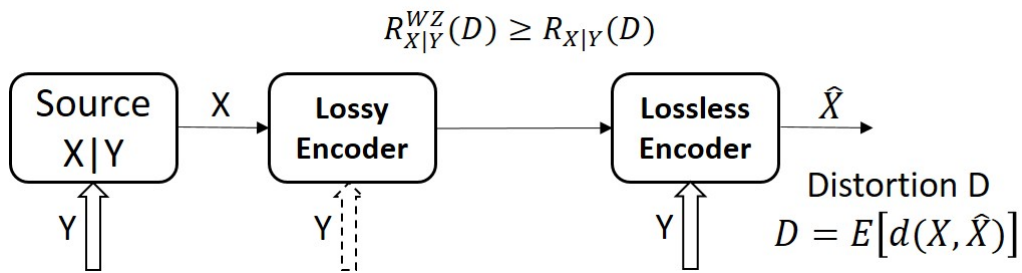 R^{WZ}_{X|Y}(D) ≥ R_{X|Y}(D)
Source
X|Y
X
Lossy
Encoder
Lossless
Encoder
X̂
Y
Y
Y
Distortion D
D = E[d(X, X̂)]